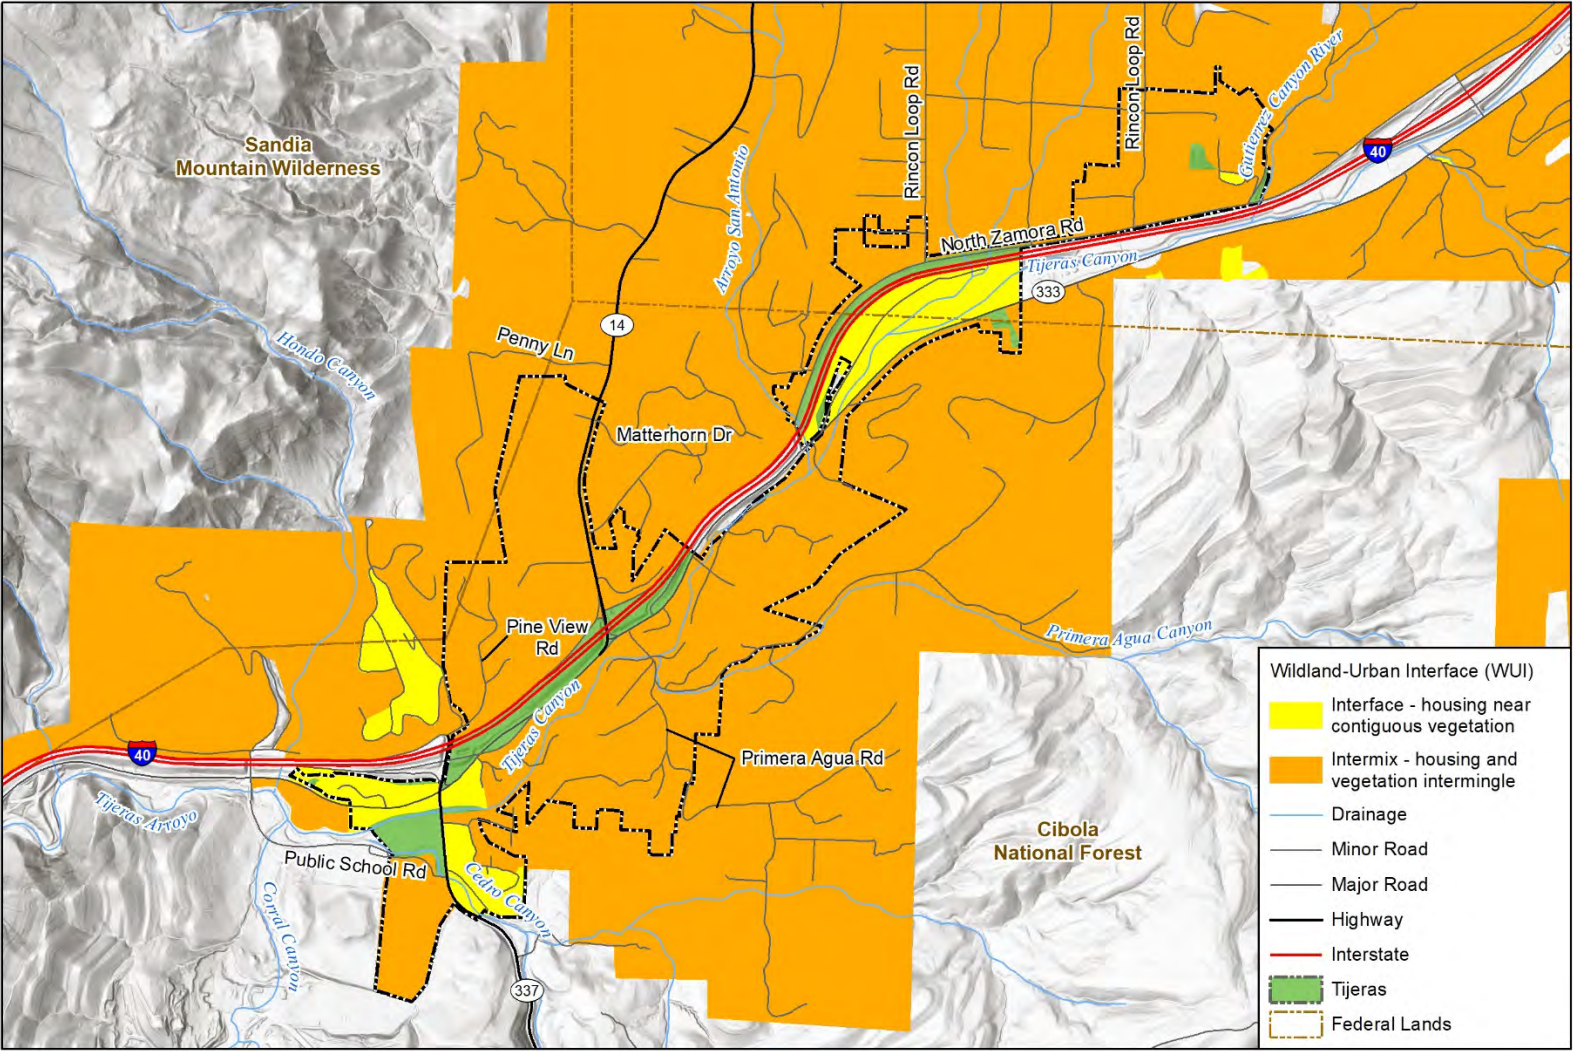 Sandia
Mountain Wilderness
Rincon Loop Rd
Rincon Loop Rd
Gutierrez Canyon River
40
Arroyo San Antonio
North Zamora Rd
Tijeras Canyon
333
14
Penny Ln
Hondo Canyon
Matterhorn Dr
Pine View
Rd
Primera Agua Canyon
Tijeras Canyon
40
Primera Agua Rd
Tijeras Arroyo
Public School Rd
Cedro Canyon
Corral Canyon
Cibola
National Forest
337
Wildland-Urban Interface (WUI)
Interface - housing near
contiguous vegetation
Intermix - housing and
vegetation intermingle
Drainage
Minor Road
Major Road
Highway
Interstate
Tijeras
Federal Lands